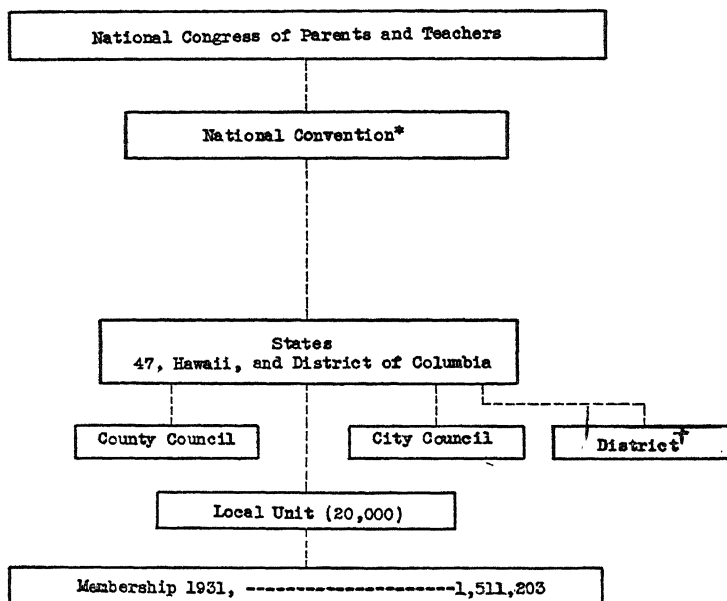 National Congress of Parents and Teachers
National Convention*
States
47, Hawaii, and District of Columbia
County Council
City Council
District†
Local Unit (20,000)
Membership 1931, ---------------------1,511,203